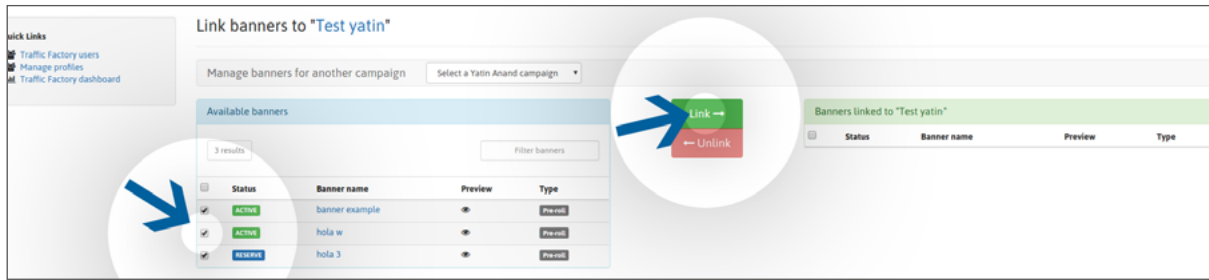 Link banners to "Test yatin"
uick Links
Traffic Factory users
Manage profiles
Traffic Factory dashboard
Manage banners for another campaign
Select a Yatin Anand campaign
Available banners
3 results
Filter banners
Status Banner name Preview Type
ACTIVE banner example Pre-roll
ACTIVE hola w Pre-roll
RESERVE hola 3 Pre-roll
Link →
← Unlink
Banners linked to "Test yatin"
Status Banner name Preview Type